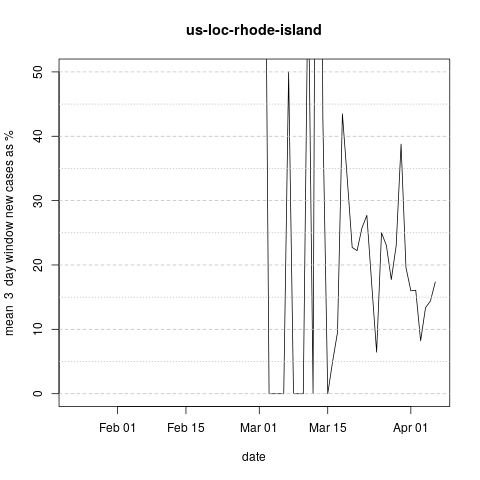 us-loc-rhode-island
mean 3 day window new cases as %
50
40
30
20
10
0
Feb 01 Feb 15 Mar 01 Mar 15 Apr 01
date